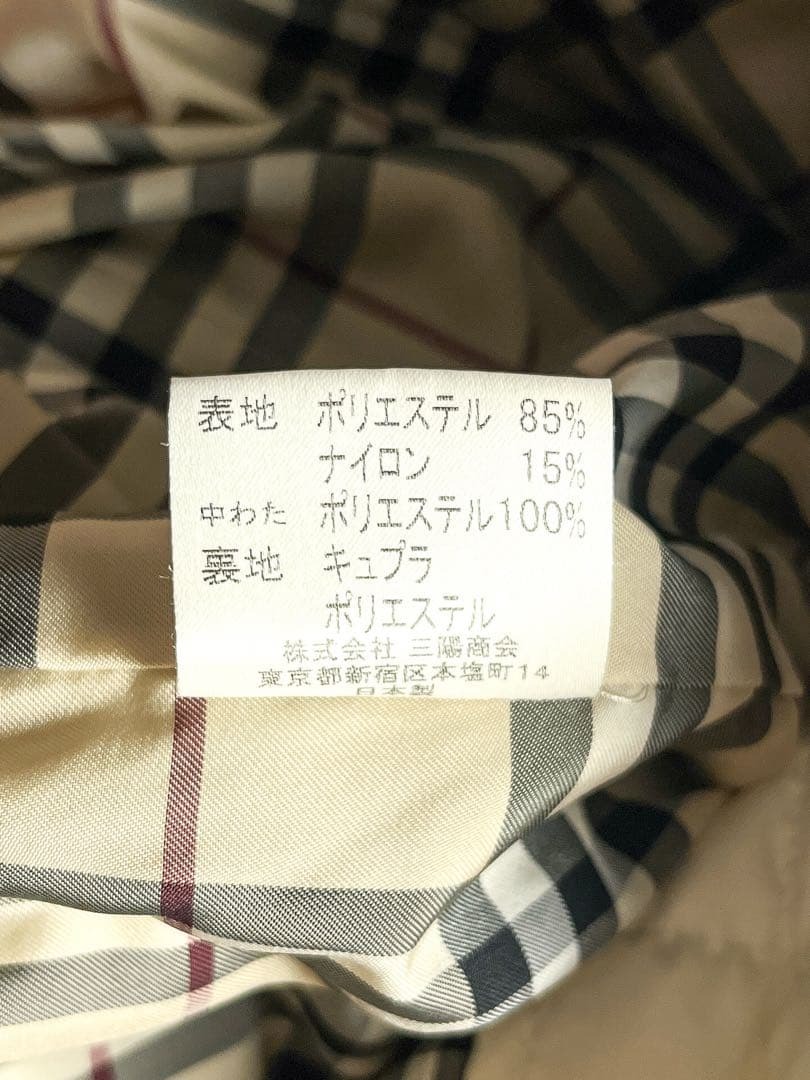 表地 ポリエステル 85%
ナイロン 15%
中わた ポリエステル100%
裏地 キュプラ
ポリエステル
株式会社 三陽商会
東京都新宿区本塩町14
日本製